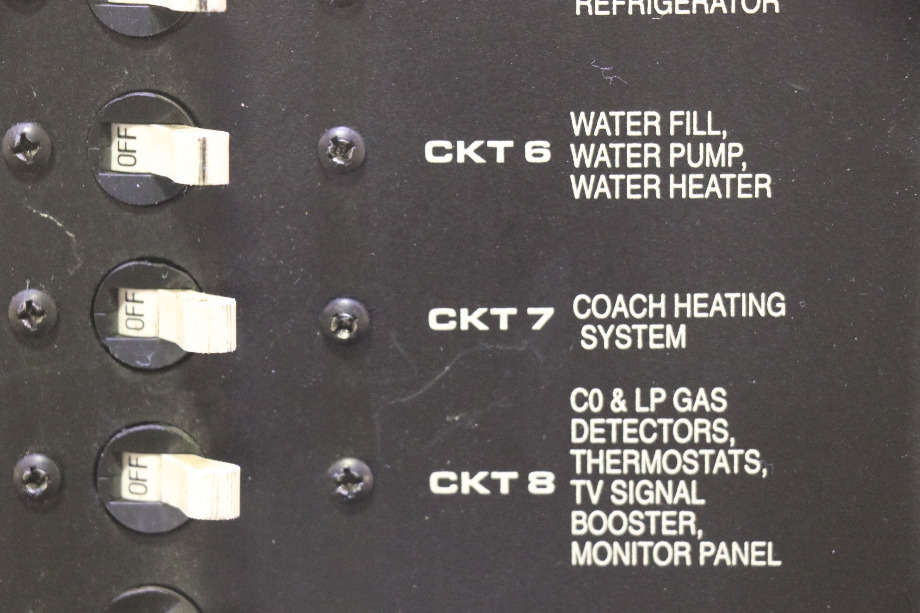 REFRIGERATOR
OFF
CKT 6
WATER FILL,
WATER PUMP,
WATER HEATER
OFF
CKT 7
COACH HEATING
SYSTEM
OFF
CKT 8
C0 & LP GAS
DETECTORS,
THERMOSTATS,
TV SIGNAL
BOOSTER,
MONITOR PANEL